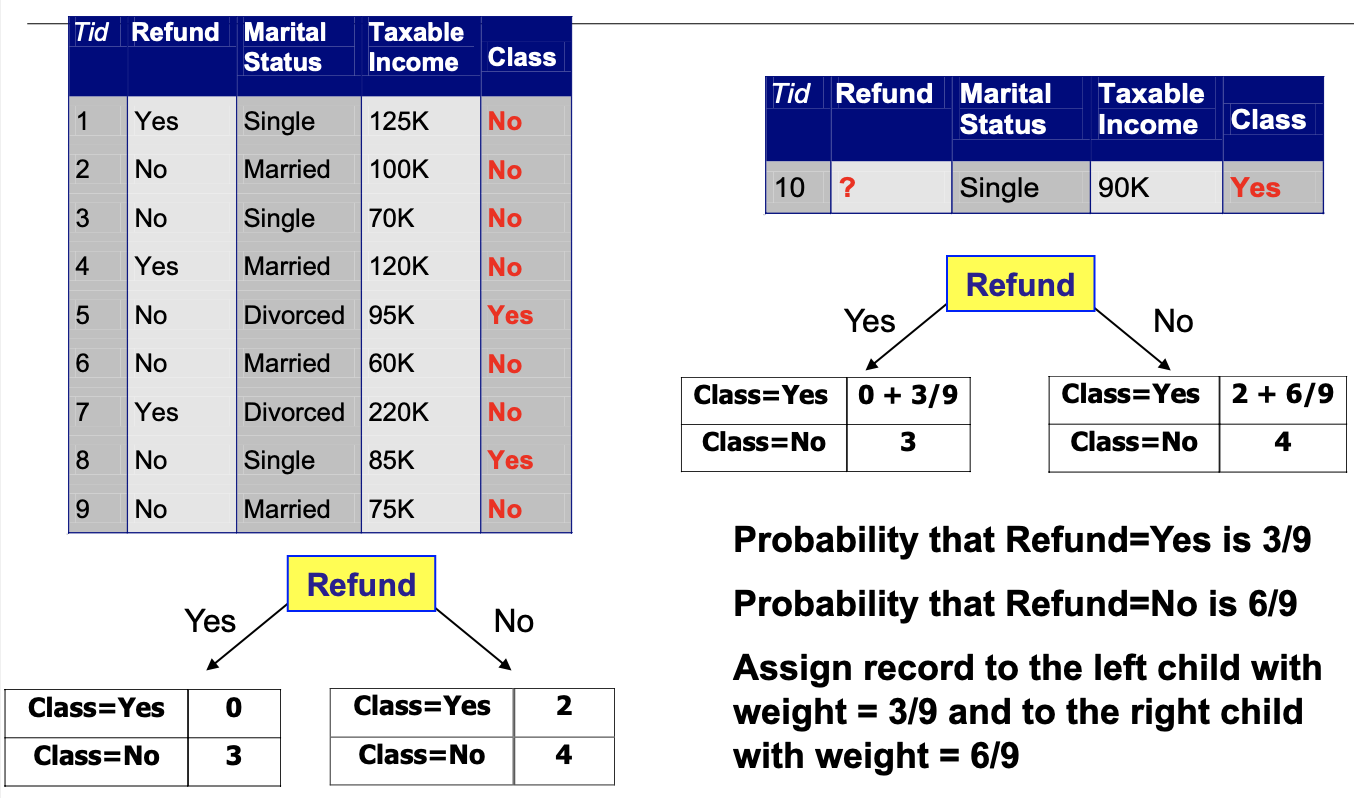 Tid Refund Marital Status Taxable Income Class
1 Yes Single 125K No
2 No Married 100K No
3 No Single 70K No
4 Yes Married 120K No
5 No Divorced 95K Yes
6 No Married 60K No
7 Yes Divorced 220K No
8 No Single 85K Yes
9 No Married 75K No
Refund
Yes No
Class=Yes 0
Class=No 3
Class=Yes 2
Class=No 4
Tid Refund Marital Status Taxable Income Class
10 ? Single 90K Yes
Refund
Yes No
Class=Yes 0 + 3/9
Class=No 3
Class=Yes 2 + 6/9
Class=No 4
Probability that Refund=Yes is 3/9
Probability that Refund=No is 6/9
Assign record to the left child with
weight = 3/9 and to the right child
with weight = 6/9